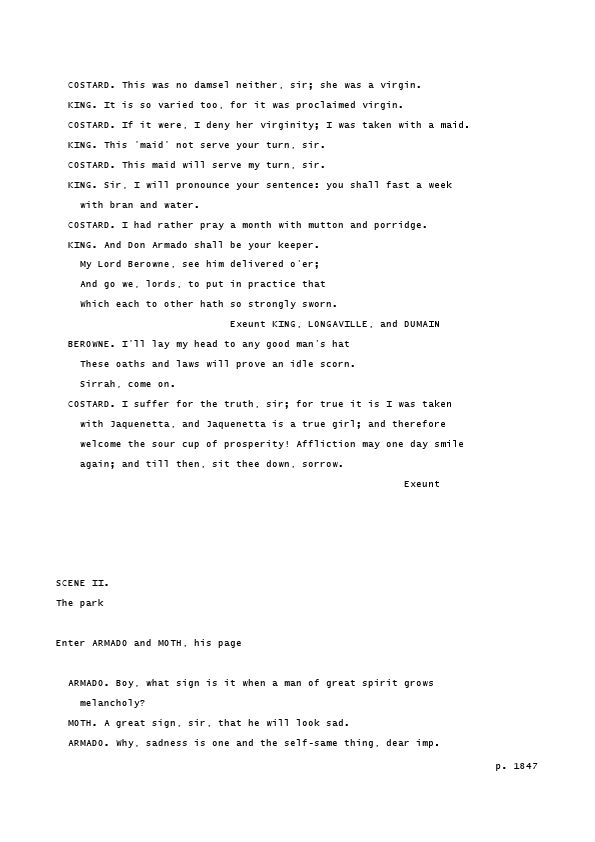 COSTARD. This was no damsel neither, sir; she was a virgin.
KING. It is so varied too, for it was proclaimed virgin.
COSTARD. If it were, I deny her virginity; I was taken with a maid.
KING. This 'maid' not serve your turn, sir.
COSTARD. This maid will serve my turn, sir.
KING. Sir, I will pronounce your sentence: you shall fast a week
with bran and water.
COSTARD. I had rather pray a month with mutton and porridge.
KING. And Don Armado shall be your keeper.
My Lord Berowne, see him delivered o'er;
And go we, lords, to put in practice that
Which each to other hath so strongly sworn.
Exeunt KING, LONGAVILLE, and DUMAIN
BEROWNE. I'll lay my head to any good man's hat
These oaths and laws will prove an idle scorn.
Sirrah, come on.
COSTARD. I suffer for the truth, sir; for true it is I was taken
with Jaquenetta, and Jaquenetta is a true girl; and therefore
welcome the sour cup of prosperity! Affliction may one day smile
again; and till then, sit thee down, sorrow.
Exeunt
SCENE II.
The park
Enter ARMADO and MOTH, his page
ARMADO. Boy, what sign is it when a man of great spirit grows
melancholy?
MOTH. A great sign, sir, that he will look sad.
ARMADO. Why, sadness is one and the self-same thing, dear imp.
p. 1847